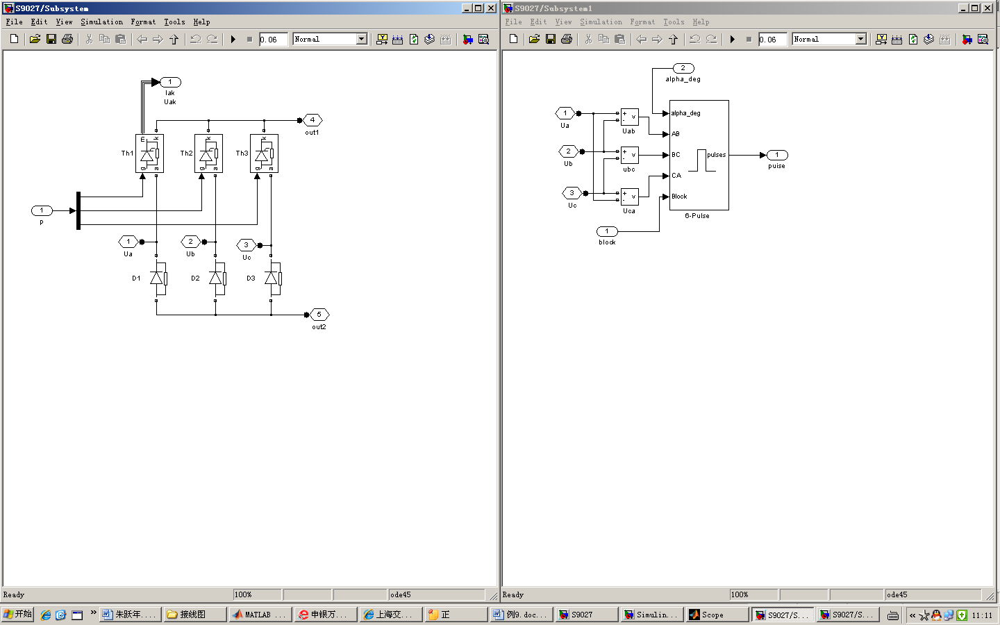 S9027/Subsystem
File Edit View Simulation Format Tools Help
0.06 Normal
1
Iak
Uak
4
out1
m k k k
Th1 Th2 Th3
g a g a g a
1
p
1
Ua
2
Ub
3
Uc
D1 D2 D3
5
out2
Ready 100% ode45
S9027/Subsystem1
File Edit View Simulation Format Tools Help
0.06 Normal
2
alpha_deg
1
Ua
+
-
v
Uab
alpha_deg
AB
2
Ub
+
-
v
ubc
BC
pulses
1
puise
3
Uc
+
-
v
Uca
CA
Block
6-Pulse
1
block
Ready 100% ode45
开始 » 朱跃年.... 接线图 MATLAB ... 申银万... 上海交... 正 例9.doc... S9027 Simulin... Scope S9027/S... S9027/S... « 11:11